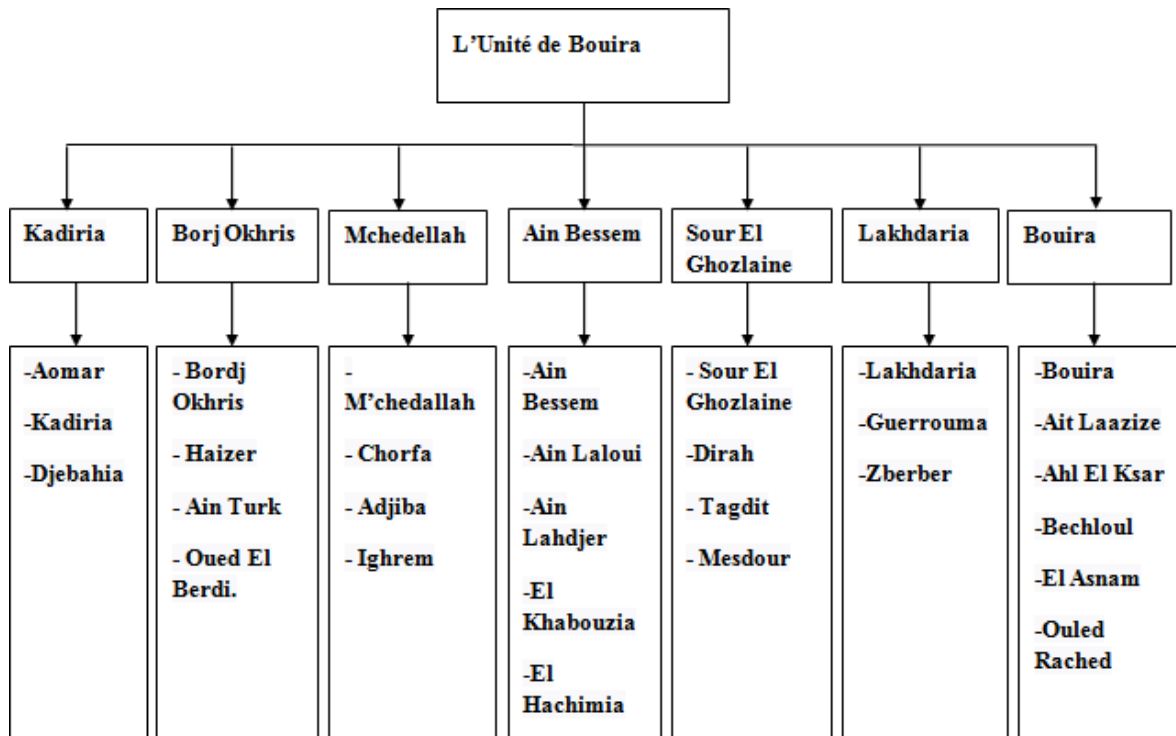 L’Unité de Bouira
Kadiria
Borj Okhris
Mchedellah
Ain Bessem
Sour El
Ghozlaine
Lakhdaria
Bouira
-Aomar
-Kadiria
-Djebahia
- Bordj
Okhris
- Haizer
- Ain Turk
- Oued El
Berdi.
-
M’chedallah
- Chorfa
- Adjiba
- Ighrem
-Ain
Bessem
-Ain Laloui
-Ain
Lahdjer
-El
Khabouzia
-El
Hachimia
- Sour El
Ghozlaine
-Dirah
- Tagdit
- Mesdour
-Lakhdaria
-Guerrouma
-Zberber
-Bouira
-Ait Laazize
-Ahl El Ksar
-Bechloul
-El Asnam
-Ouled
Rached